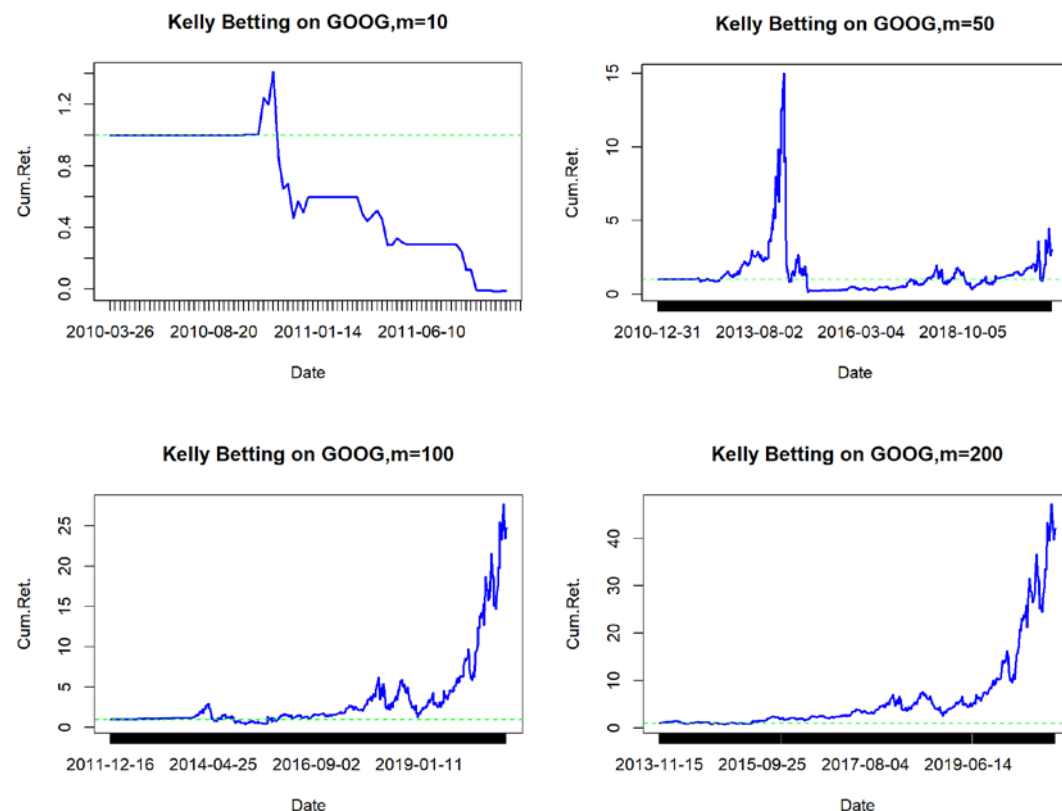 Kelly Betting on GOOG,m=10
Cum.Ret.
1.2
0.8
0.4
0.0
2010-03-26 2010-08-20 2011-01-14 2011-06-10
Date
Kelly Betting on GOOG,m=50
Cum.Ret.
15
10
5
0
2010-12-31 2013-08-02 2016-03-04 2018-10-05
Date
Kelly Betting on GOOG,m=100
Cum.Ret.
25
20
15
10
5
0
2011-12-16 2014-04-25 2016-09-02 2019-01-11
Date
Kelly Betting on GOOG,m=200
Cum.Ret.
40
30
20
10
0
2013-11-15 2015-09-25 2017-08-04 2019-06-14
Date